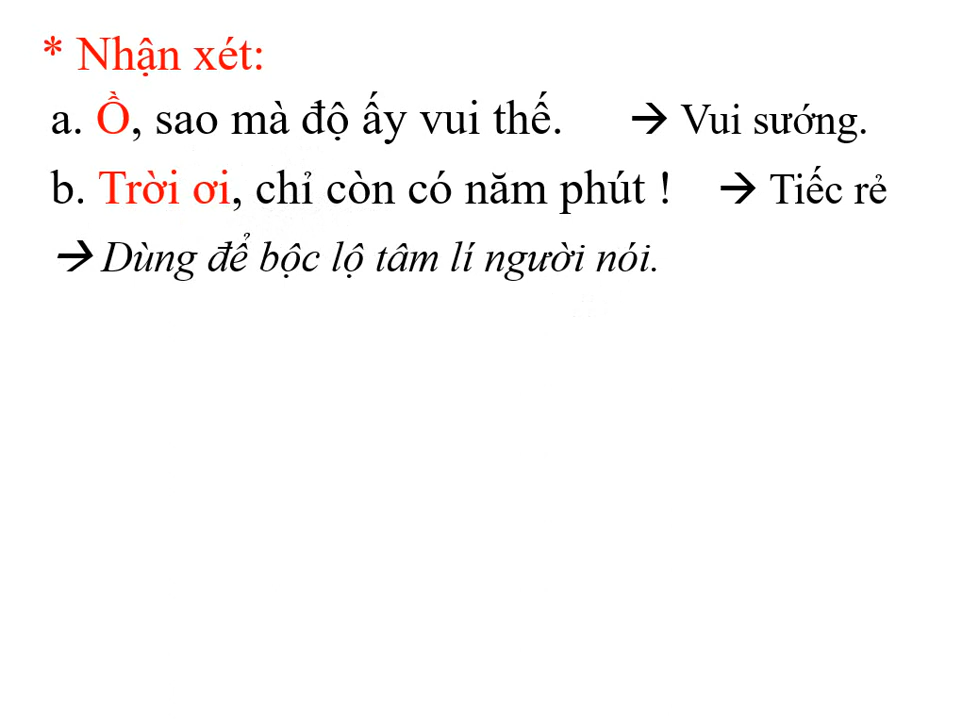 * Nhận xét:
a. Ồ, sao mà độ ấy vui thế. → Vui sướng.
b. Trời ơi, chỉ còn có năm phút ! → Tiếc rẻ
→ Dùng để bộc lộ tâm lí người nói.